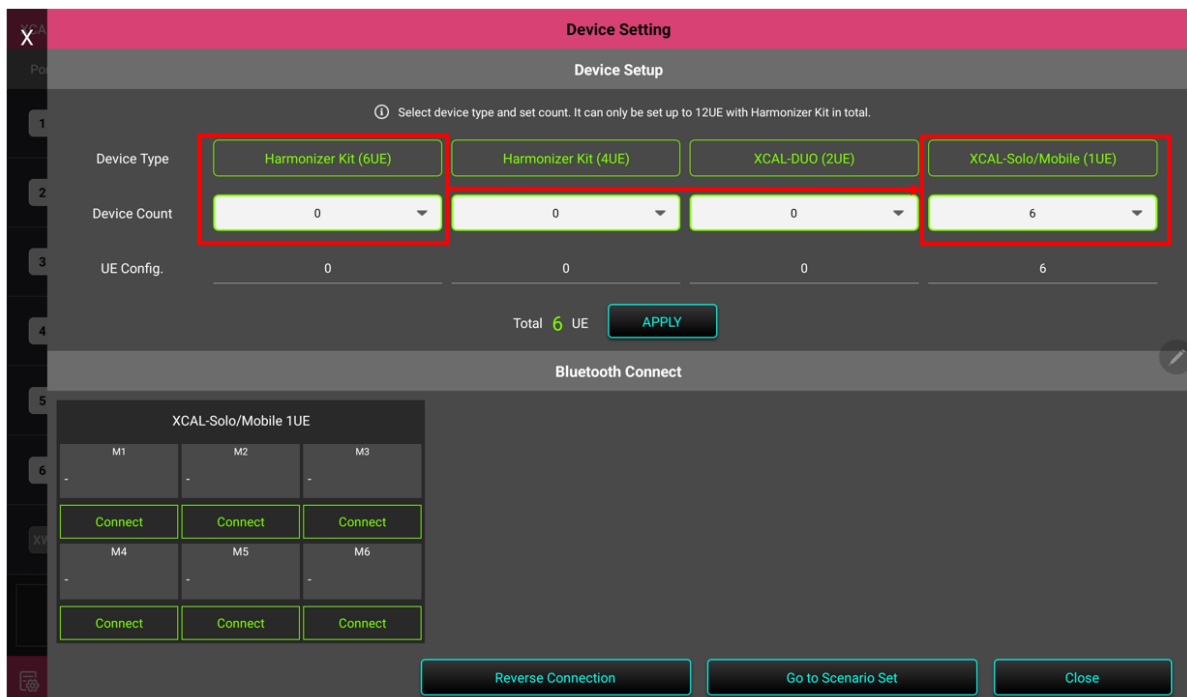 X
Device Setting
Device Setup
Select device type and set count. It can only be set up to 12UE with Harmonizer Kit in total.
Device Type Harmonizer Kit (6UE) Harmonizer Kit (4UE) XCAL-DUO (2UE) XCAL-Solo/Mobile (1UE)
Device Count 0 0 0 6
UE Config. 0 0 0 6
Total 6 UE APPLY
Bluetooth Connect
XCAL-Solo/Mobile 1UE
M1 M2 M3
- - -
Connect Connect Connect
M4 M5 M6
- - -
Connect Connect Connect
Reverse Connection Go to Scenario Set Close
1
2
3
4
5
6